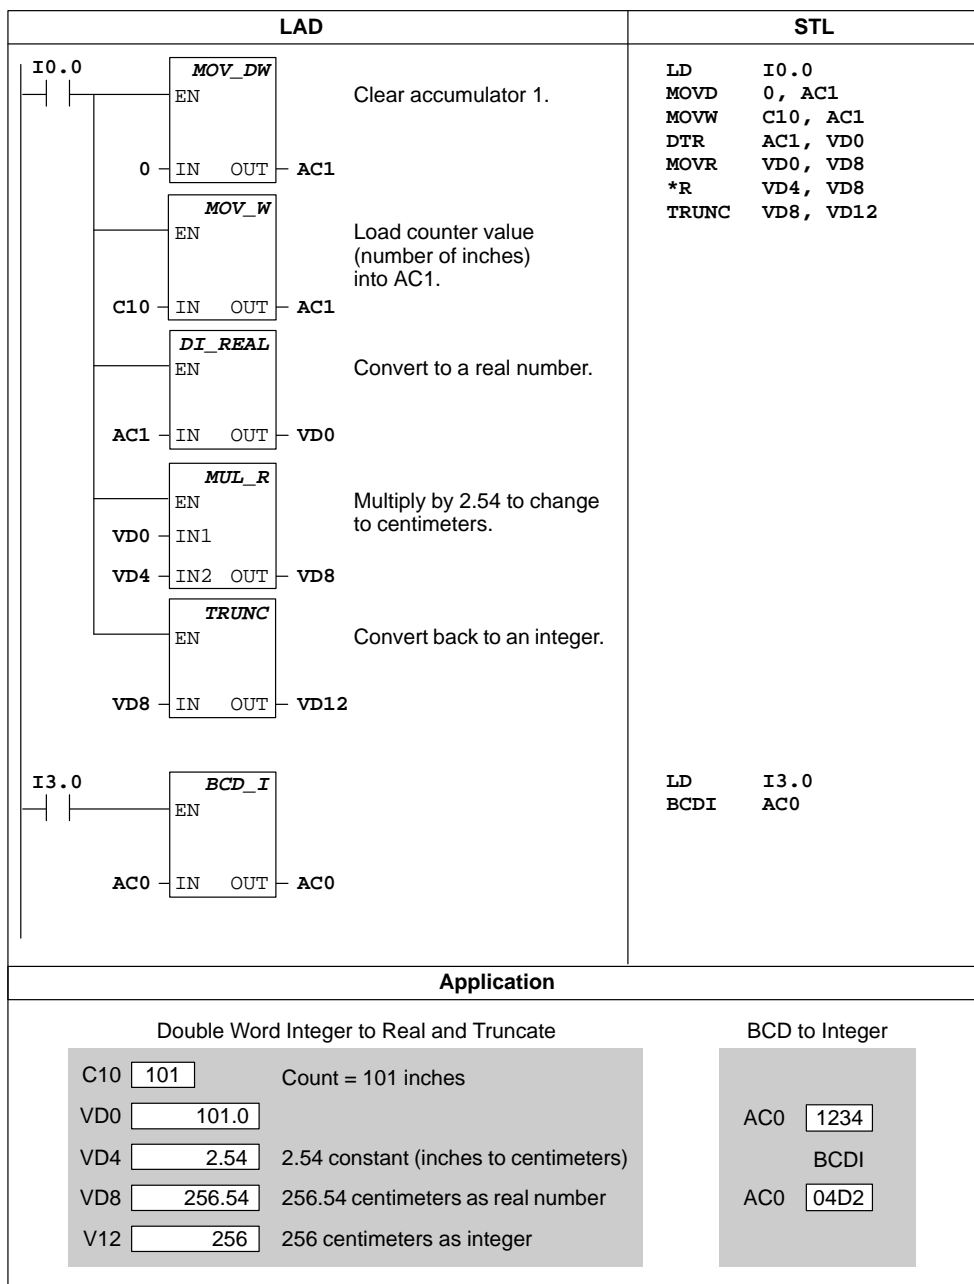 LAD STL
I0.0 MOV_DW
EN Clear accumulator 1.
0 IN OUT AC1
MOV_W
EN Load counter value
(number of inches)
into AC1.
C10 IN OUT AC1
DI_REAL
EN Convert to a real number.
AC1 IN OUT VD0
MUL_R
EN Multiply by 2.54 to change
to centimeters.
VD0 IN1
VD4 IN2 OUT VD8
TRUNC
EN Convert back to an integer.
VD8 IN OUT VD12
LD I0.0
MOVD 0, AC1
MOVW C10, AC1
DTR AC1, VD0
MOVR VD0, VD8
*R VD4, VD8
TRUNC VD8, VD12
I3.0 BCD_I
EN
AC0 IN OUT AC0
LD I3.0
BCDI AC0
Application
Double Word Integer to Real and Truncate
C10 101 Count = 101 inches
VD0 101.0
VD4 2.54 2.54 constant (inches to centimeters)
VD8 256.54 256.54 centimeters as real number
V12 256 256 centimeters as integer
BCD to Integer
AC0 1234
BCDI
AC0 04D2